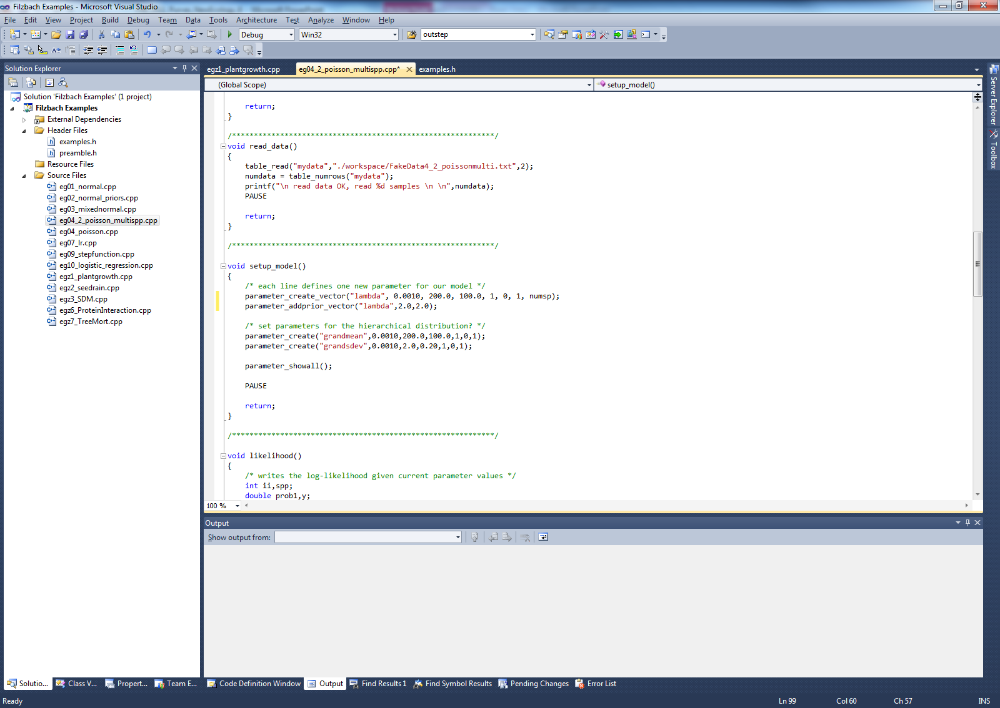 Filzbach Examples - Microsoft Visual Studio
File Edit View Project Build Debug Team Data Tools Architecture Test Analyze Window Help
Debug Win32 outstep
Solution Explorer
Solution 'Filzbach Examples' (1 project)
Filzbach Examples
External Dependencies
Header Files
examples.h
preamble.h
Resource Files
Source Files
eg01_normal.cpp
eg02_normal_priors.cpp
eg03_mixednormal.cpp
eg04_2_poisson_multispp.cpp
eg04_poisson.cpp
eg07_lr.cpp
eg09_stepfunction.cpp
eg10_logistic_regression.cpp
egz1_plantgrowth.cpp
egz2_seedrain.cpp
egz3_SDM.cpp
egz6_ProteinInteraction.cpp
egz7_TreeMort.cpp
egz1_plantgrowth.cpp eg04_2_poisson_multispp.cpp* examples.h
(Global Scope) setup_model()
return;
}
/************************************************************/
void read_data()
{
table_read("mydata","./workspace/FakeData4_2_poissonmulti.txt",2);
numdata = table_numrows("mydata");
printf("\n read data OK, read %d samples \n \n",numdata);
PAUSE
return;
}
/************************************************************/
void setup_model()
{
/* each line defines one new parameter for our model */
parameter_create_vector("lambda", 0.0010, 200.0, 100.0, 1, 0, 1, numsp);
parameter_addprior_vector("lambda",2.0,2.0);
/* set parameters for the hierarchical distribution? */
parameter_create("grandmean",0.0010,200.0,100.0,1,0,1);
parameter_create("grandsdev",0.0010,2.0,0.20,1,0,1);
parameter_showall();
PAUSE
return;
}
/************************************************************/
void likelihood()
{
/* writes the log-likelihood given current parameter values */
int ii,spp;
double prob1,y;
100 %
Output
Show output from:
Server Explorer
Toolbox
Solutio... Class V... Propert... Team E... Code Definition Window Output Find Results 1 Find Symbol Results Pending Changes Error List
Ready Ln 99 Col 60 Ch 57 INS